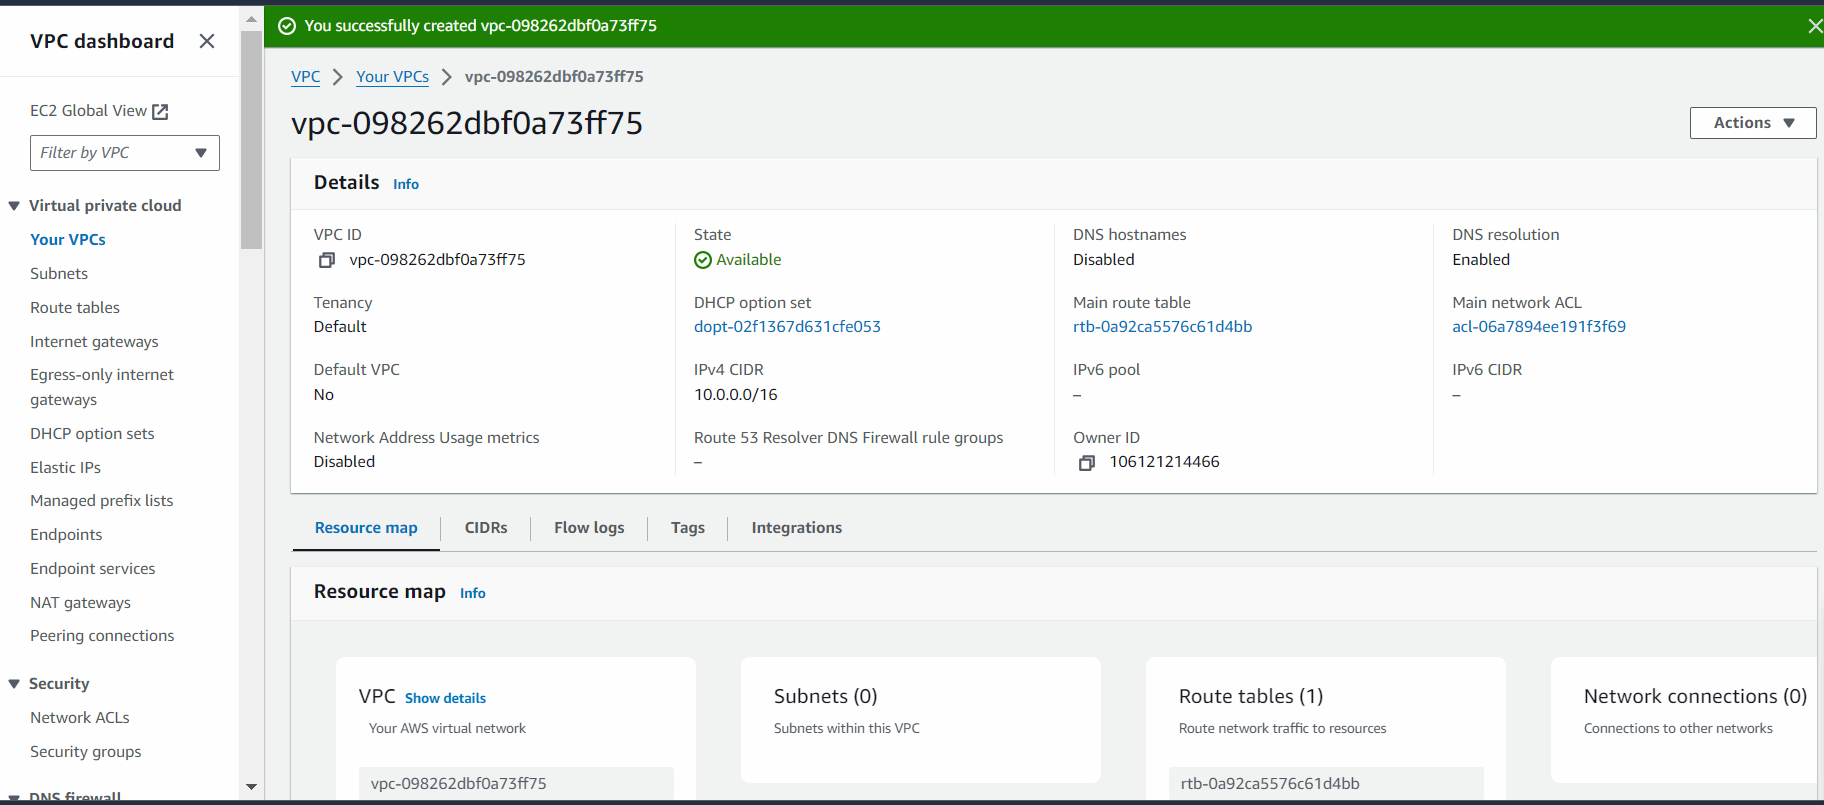 You successfully created vpc-098262dbf0a73ff75
VPC dashboard
EC2 Global View
Filter by VPC
Virtual private cloud
Your VPCs
Subnets
Route tables
Internet gateways
Egress-only internet
gateways
DHCP option sets
Elastic IPs
Managed prefix lists
Endpoints
Endpoint services
NAT gateways
Peering connections
Security
Network ACLs
Security groups
DNS firewall
VPC > Your VPCs > vpc-098262dbf0a73ff75
vpc-098262dbf0a73ff75
Actions
Details Info
VPC ID
vpc-098262dbf0a73ff75
State
Available
DNS hostnames
Disabled
DNS resolution
Enabled
Tenancy
Default
DHCP option set
dopt-02f1367d631cfe053
Main route table
rtb-0a92ca5576c61d4bb
Main network ACL
acl-06a7894ee191f3f69
Default VPC
No
IPv4 CIDR
10.0.0.0/16
IPv6 pool
–
IPv6 CIDR
–
Network Address Usage metrics
Disabled
Route 53 Resolver DNS Firewall rule groups
–
Owner ID
106121214466
Resource map
CIDRs
Flow logs
Tags
Integrations
Resource map Info
VPC Show details
Your AWS virtual network
vpc-098262dbf0a73ff75
Subnets (0)
Subnets within this VPC
Route tables (1)
Route network traffic to resources
rtb-0a92ca5576c61d4bb
Network connections (0)
Connections to other networks